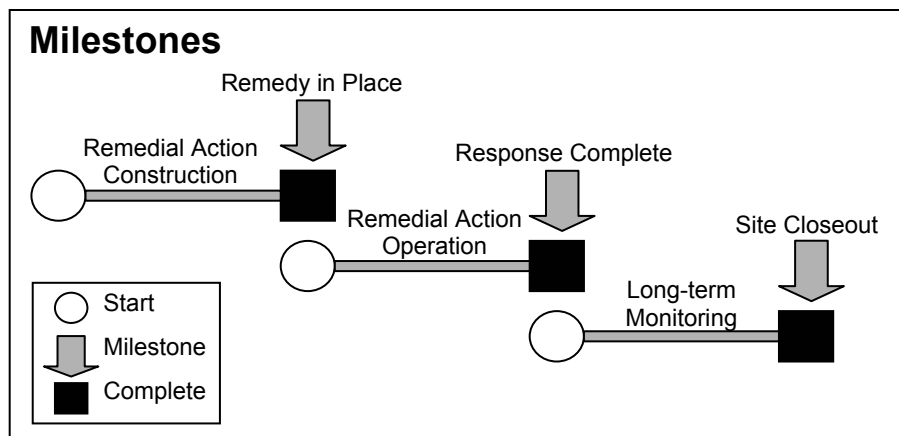 Milestones
Remedy in Place
Remedial Action
Construction
Response Complete
Remedial Action
Operation
Site Closeout
Long-term
Monitoring
Start
Milestone
Complete